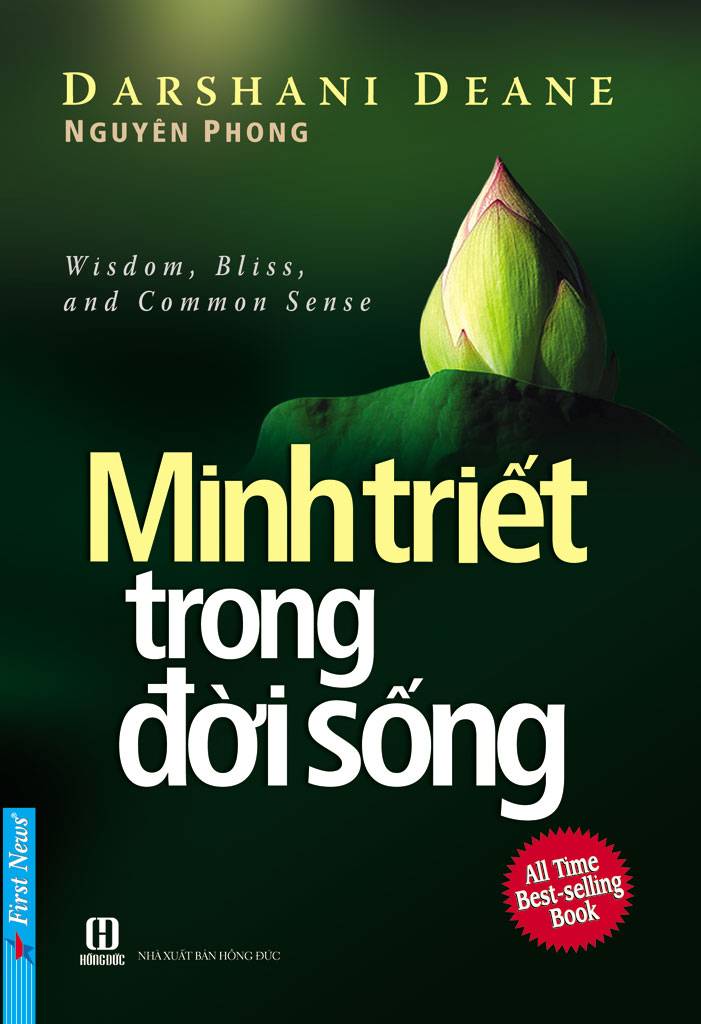 DARSHANI DEANE
NGUYÊN PHONG
Wisdom, Bliss,
and Common Sense
Minh triết
trong
đời sống
All Time
Best-selling
Book
First News®
HỒNG ĐỨC
NHÀ XUẤT BẢN HỒNG ĐỨC